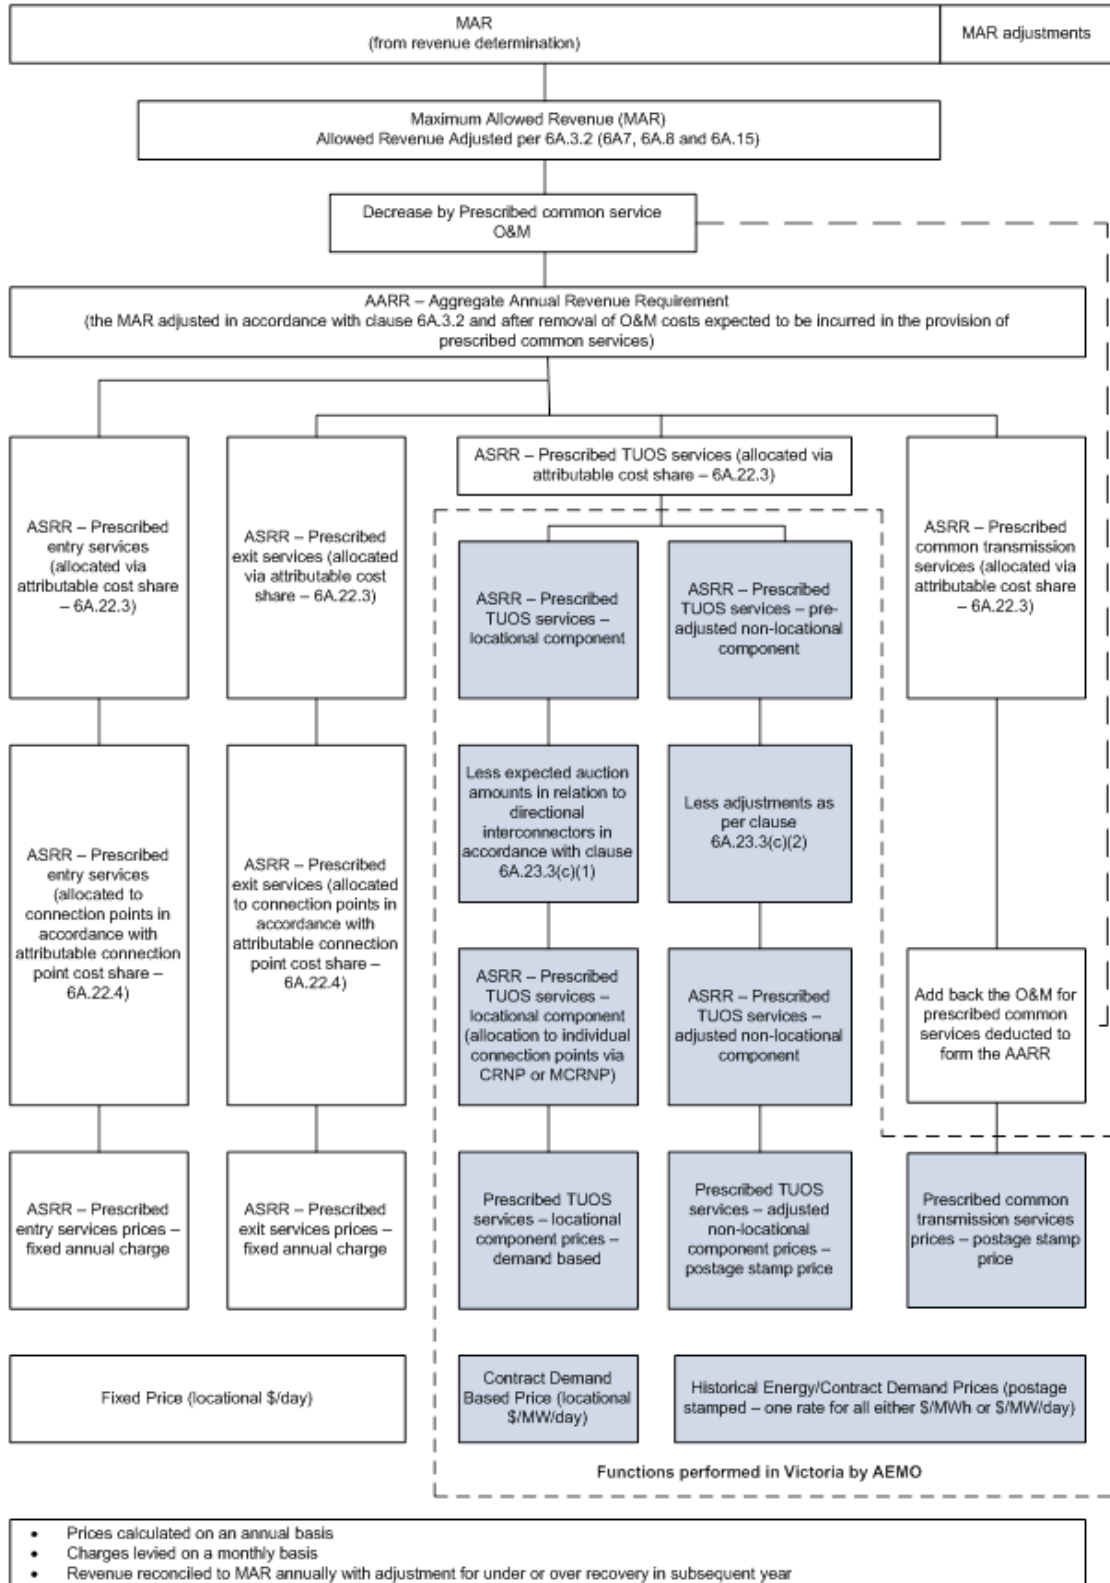 MAR
(from revenue determination)
MAR adjustments
Maximum Allowed Revenue (MAR)
Allowed Revenue Adjusted per 6A.3.2 (6A7, 6A.8 and 6A.15)
Decrease by Prescribed common service
O&M
AARR – Aggregate Annual Revenue Requirement
(the MAR adjusted in accordance with clause 6A.3.2 and after removal of O&M costs expected to be incurred in the provision of
prescribed common services)
ASRR – Prescribed
entry services
(allocated via
attributable cost share
– 6A.22.3)
ASRR – Prescribed
exit services (allocated
via attributable cost
share – 6A.22.3)
ASRR – Prescribed TUOS services (allocated via
attributable cost share – 6A.22.3)
ASRR – Prescribed
TUOS services –
locational component
ASRR – Prescribed
TUOS services – pre-
adjusted non-locational
component
ASRR – Prescribed
common transmission
services (allocated via
attributable cost share
– 6A.22.3)
ASRR – Prescribed
entry services
(allocated to
connection points in
accordance with
attributable connection
point cost share –
6A.22.4)
ASRR – Prescribed
exit services (allocated
to connection points in
accordance with
attributable connection
point cost share –
6A.22.4)
Less expected auction
amounts in relation to
directional
interconnectors in
accordance with clause
6A.23.3(c)(1)
Less adjustments as
per clause
6A.23.3(c)(2)
ASRR – Prescribed
TUOS services –
locational component
(allocation to individual
connection points via
CRNP or MCRNP)
ASRR – Prescribed
TUOS services –
adjusted non-locational
component
Add back the O&M for
prescribed common
services deducted to
form the AARR
ASRR – Prescribed
entry services prices –
fixed annual charge
ASRR – Prescribed
exit services prices –
fixed annual charge
Prescribed TUOS
services – locational
component prices –
demand based
Prescribed TUOS
services – adjusted
non-locational
component prices –
postage stamp price
Prescribed common
transmission services
prices – postage stamp
price
Fixed Price (locational $/day)
Contract Demand
Based Price (locational
$/MW/day)
Historical Energy/Contract Demand Prices (postage
stamped – one rate for all either $/MWh or $/MW/day)
Functions performed in Victoria by AEMO
• Prices calculated on an annual basis
• Charges levied on a monthly basis
• Revenue reconciled to MAR annually with adjustment for under or over recovery in subsequent year